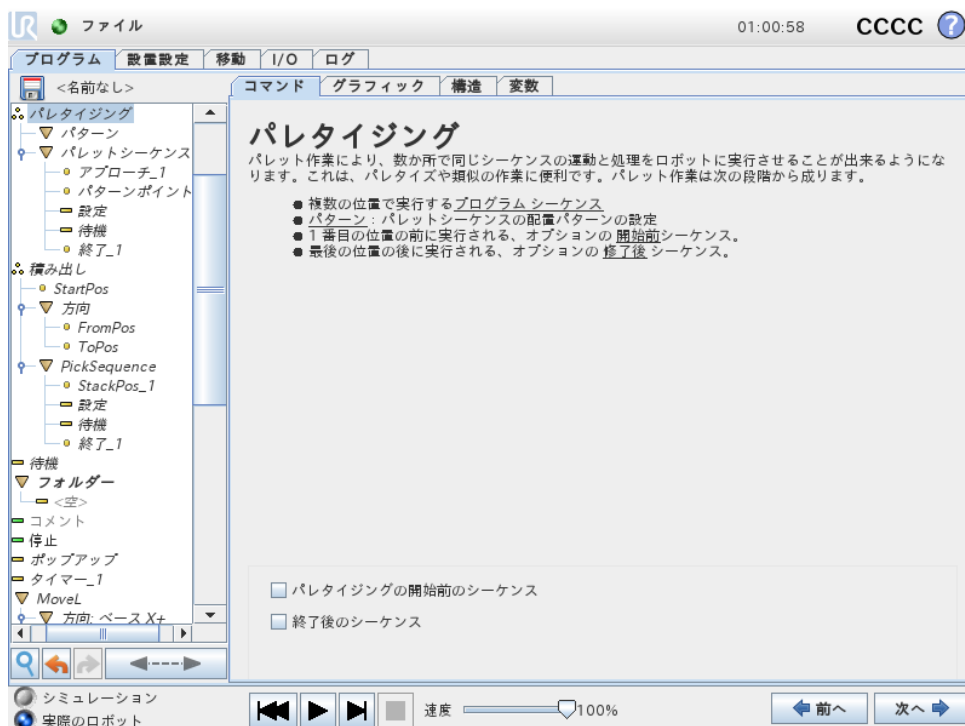 UR ファイル 01:00:58 CCCC ?
プログラム 設置設定 移動 I/O ログ
<名前なし>
コマンド グラフィック 構造 変数
パレタイジング
パターン
パレットシーケンス
アプローチ_1
パターンポイント
設定
待機
終了_1
積み出し
StartPos
方向
FromPos
ToPos
PickSequence
StackPos_1
設定
待機
終了_1
待機
フォルダー
<空>
コメント
停止
ポップアップ
タイマー_1
MoveL
方向: ベース X+
パレタイジング
パレット作業により、数か所で同じシーケンスの運動と処理をロボットに実行させることが出来るようにな
ります。これは、パレタイズや類似の作業に便利です。パレット作業は次の段階から成ります。
● 複数の位置で実行するプログラム シーケンス
● パターン : パレットシーケンスの配置パターンの設定
● 1 番目の位置の前に実行される、オプションの 開始前シーケンス。
● 最後の位置の後に実行される、オプションの 修了後 シーケンス。
パレタイジングの開始前のシーケンス
終了後のシーケンス
シミュレーション
実際のロボット
速度 100%
前へ 次へ